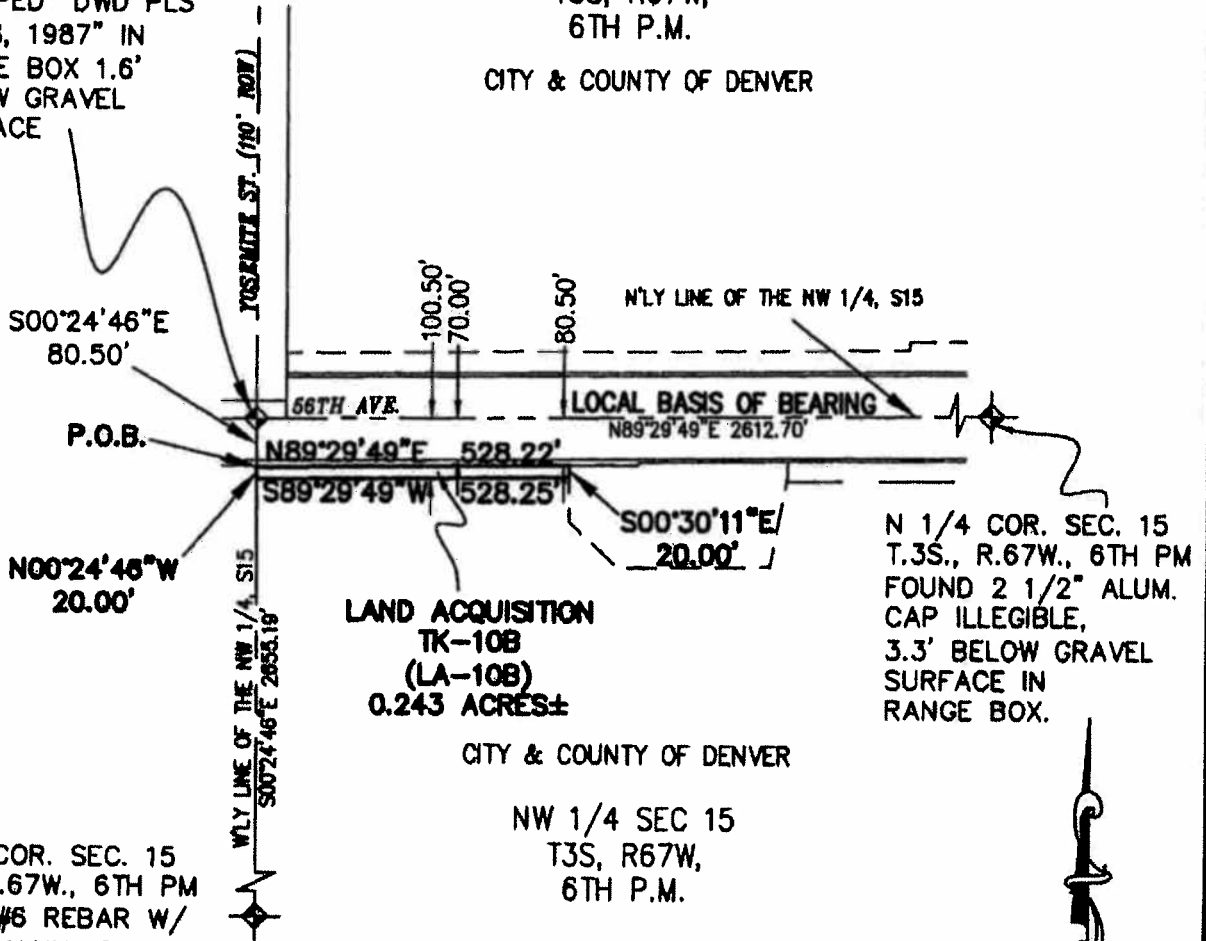 PED "DWD PLS
, 1987" IN
E BOX 1.6'
W GRAVEL
ACE
6TH P.M.
CITY & COUNTY OF DENVER
YOSEMITE ST. (110' ROW)
S00°24'46"E
80.50'
100.50'
70.00'
80.50'
N'LY LINE OF THE NW 1/4, S15
56TH AVE.
LOCAL BASIS OF BEARING
N89°29'49"E 2612.70'
P.O.B.
N89°29'49"E 528.22'
S89°29'49"W 528.25'
S00°30'11"E
20.00'
N00°24'46"W
20.00'
N 1/4 COR. SEC. 15
T.3S., R.67W., 6TH PM
FOUND 2 1/2" ALUM.
CAP ILLEGIBLE,
3.3' BELOW GRAVEL
SURFACE IN
RANGE BOX.
LAND ACQUISITION
TK-10B
(LA-10B)
0.243 ACRES±
W'LY LINE OF THE NW 1/4, S15
S00°24'46"E 2655.19'
CITY & COUNTY OF DENVER
NW 1/4 SEC 15
T3S, R67W,
6TH P.M.
COR. SEC. 15
.67W., 6TH PM
#6 REBAR W/